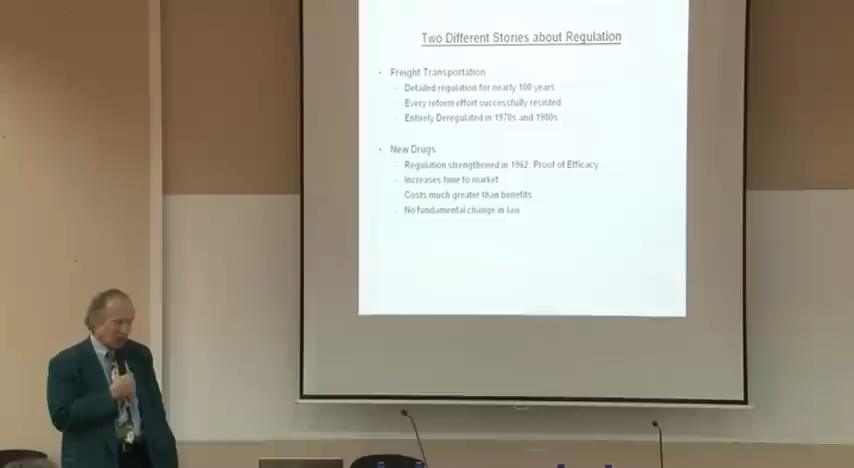 Two Different Stories about Regulation
• Freight Transportation
– Detailed regulation for nearly 100 years
– Every reform effort successfully resisted
– Entirely Deregulated in 1970s and 1980s
• New Drugs
– Regulation strengthened in 1962: Proof of Efficacy
– Increases time to market
Costs much greater than benefits
– No fundamental change in law